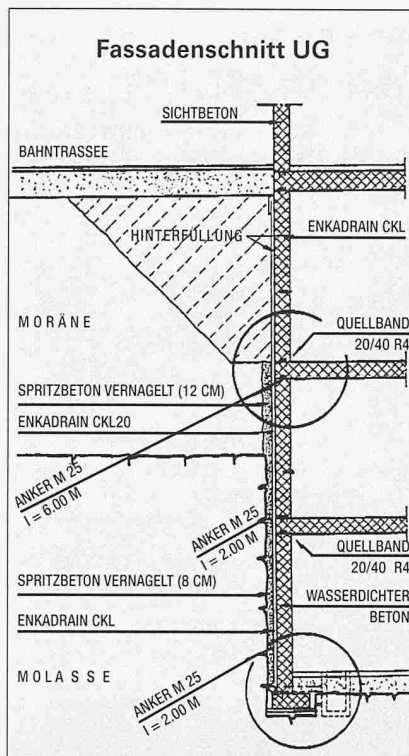 Fassadenschnitt UG
SICHTBETON
BAHNTRASSEE
HINTERFÜLLUNG
ENKADRAIN CKL
MORÄNE
QUELLBAND
20/40 R4
SPRITZBETON VERNAGELT (12 CM)
ENKADRAIN CKL20
ANKER M 25
l = 6.00 M
ANKER M 25
l = 2.00 M
QUELLBAND
20/40 R4
SPRITZBETON VERNAGELT (8 CM)
WASSERDICHTER
BETON
ENKADRAIN CKL
MOLASSE
ANKER M 25
l = 2.00 M